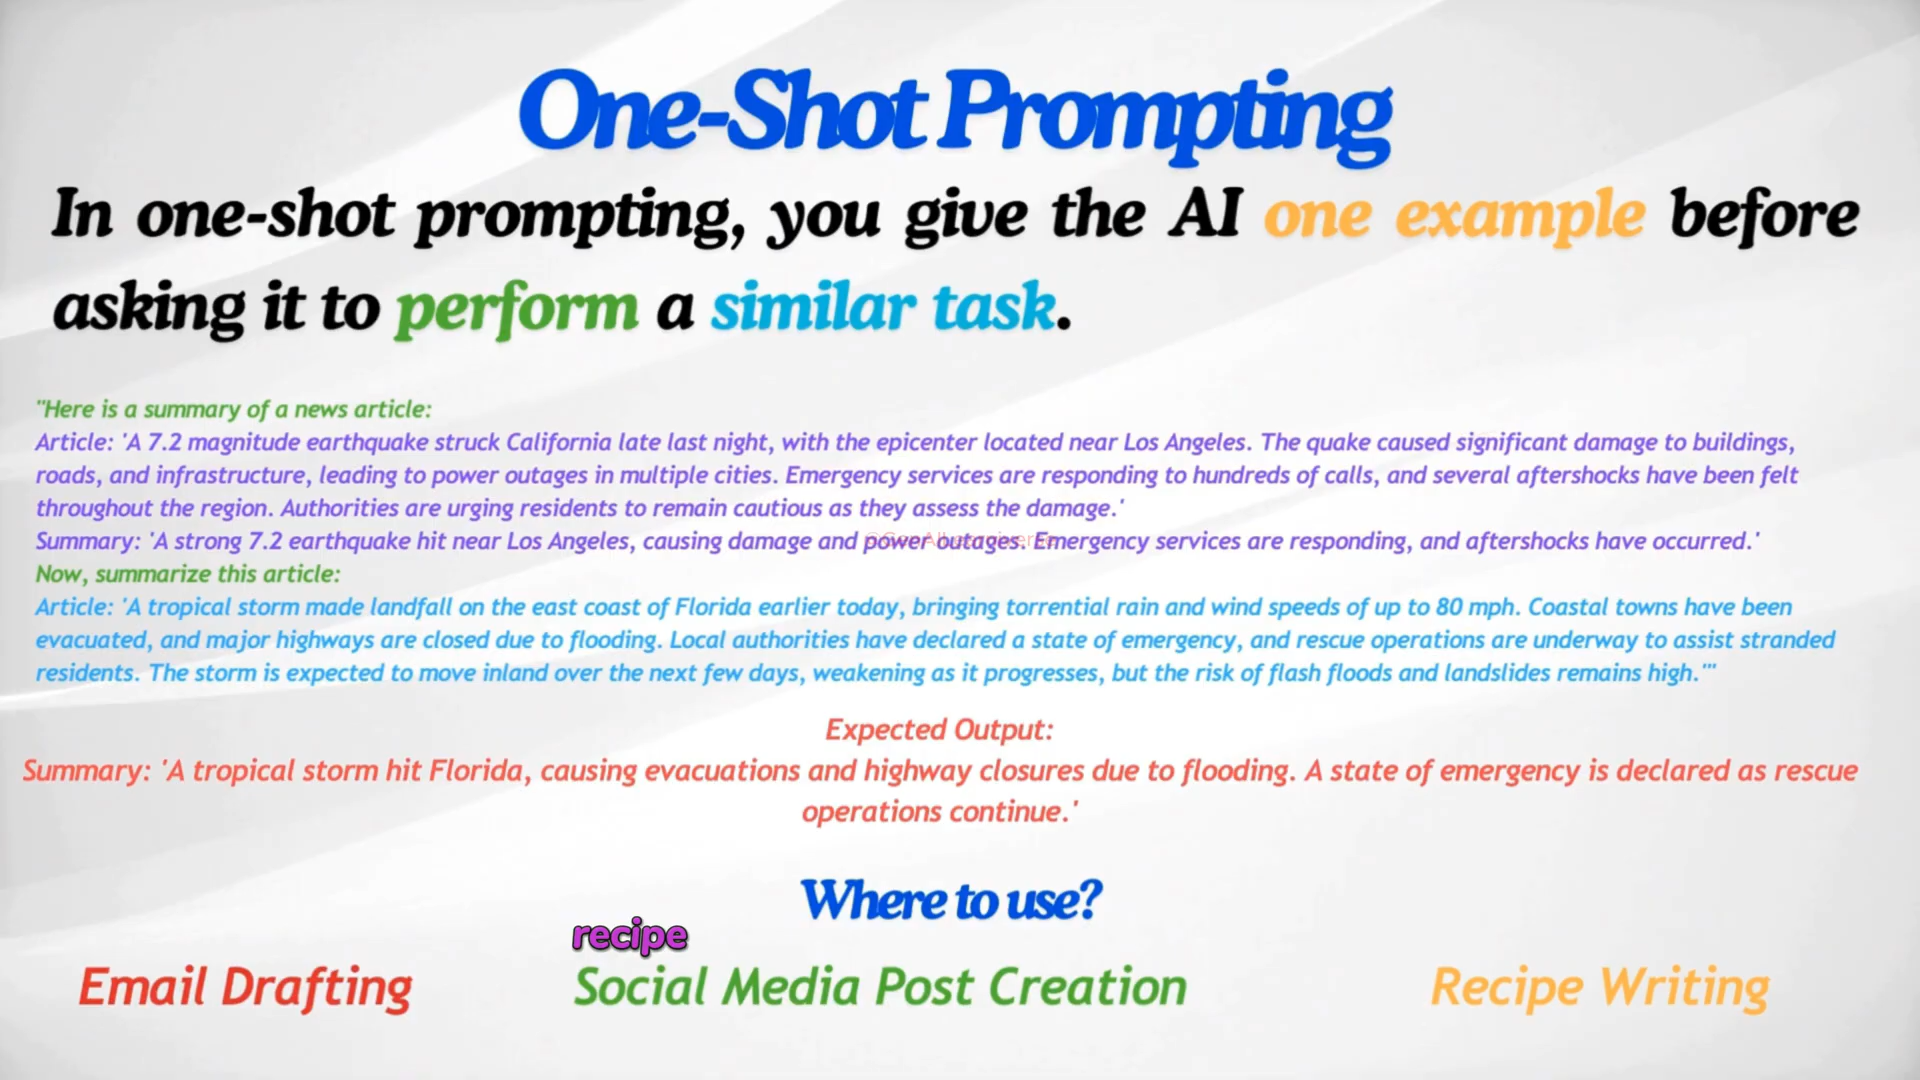 One-Shot Prompting
In one-shot prompting, you give the AI one example before
asking it to perform a similar task.
"Here is a summary of a news article:
Article: 'A 7.2 magnitude earthquake struck California late last night, with the epicenter located near Los Angeles. The quake caused significant damage to buildings,
roads, and infrastructure, leading to power outages in multiple cities. Emergency services are responding to hundreds of calls, and several aftershocks have been felt
throughout the region. Authorities are urging residents to remain cautious as they assess the damage.'
Summary: 'A strong 7.2 earthquake hit near Los Angeles, causing damage and power outages. Emergency services are responding, and aftershocks have occurred.'
Now, summarize this article:
Article: 'A tropical storm made landfall on the east coast of Florida earlier today, bringing torrential rain and wind speeds of up to 80 mph. Coastal towns have been
evacuated, and major highways are closed due to flooding. Local authorities have declared a state of emergency, and rescue operations are underway to assist stranded
residents. The storm is expected to move inland over the next few days, weakening as it progresses, but the risk of flash floods and landslides remains high.'"
Expected Output:
Summary: 'A tropical storm hit Florida, causing evacuations and highway closures due to flooding. A state of emergency is declared as rescue
operations continue.'
Where to use?
recipe
Email Drafting Social Media Post Creation Recipe Writing